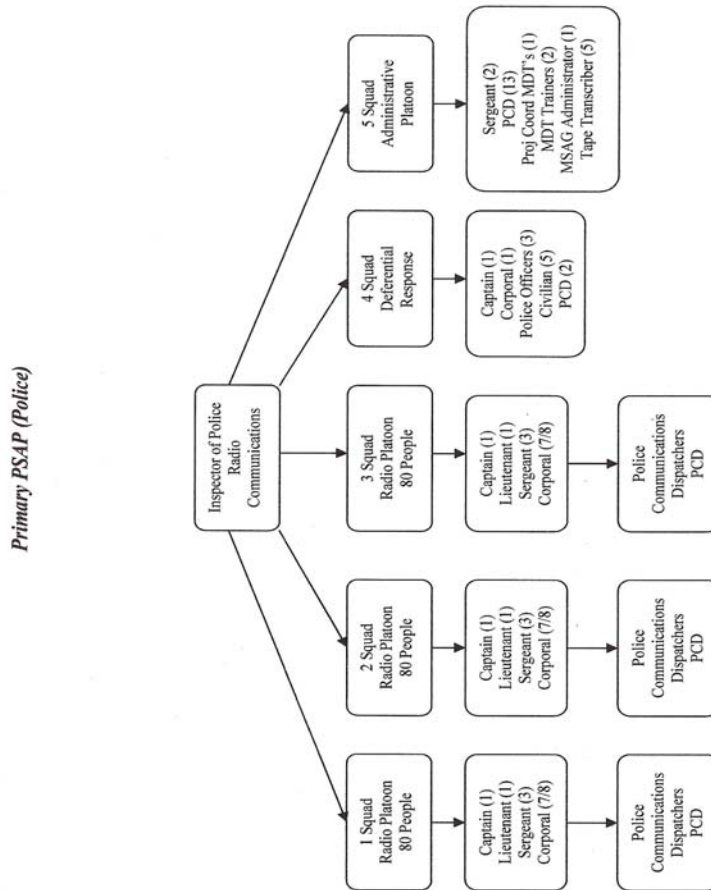 Primary PSAP (Police)
Inspector of Police
Radio
Communications
1 Squad
Radio Platoon
80 People
2 Squad
Radio Platoon
80 People
3 Squad
Radio Platoon
80 People
4 Squad
Deferential
Response
5 Squad
Administrative
Platoon
Captain (1)
Lieutenant (1)
Sergeant (3)
Corporal (7/8)
Captain (1)
Lieutenant (1)
Sergeant (3)
Corporal (7/8)
Captain (1)
Lieutenant (1)
Sergeant (3)
Corporal (7/8)
Captain (1)
Corporal (1)
Police Officers (3)
Civilian (5)
PCD (2)
Sergeant (2)
PCD (13)
Proj Coord MDT's (1)
MDT Trainers (2)
MSAG Administrator (1)
Tape Transcriber (5)
Police
Communications
Dispatchers
PCD
Police
Communications
Dispatchers
PCD
Police
Communications
Dispatchers
PCD